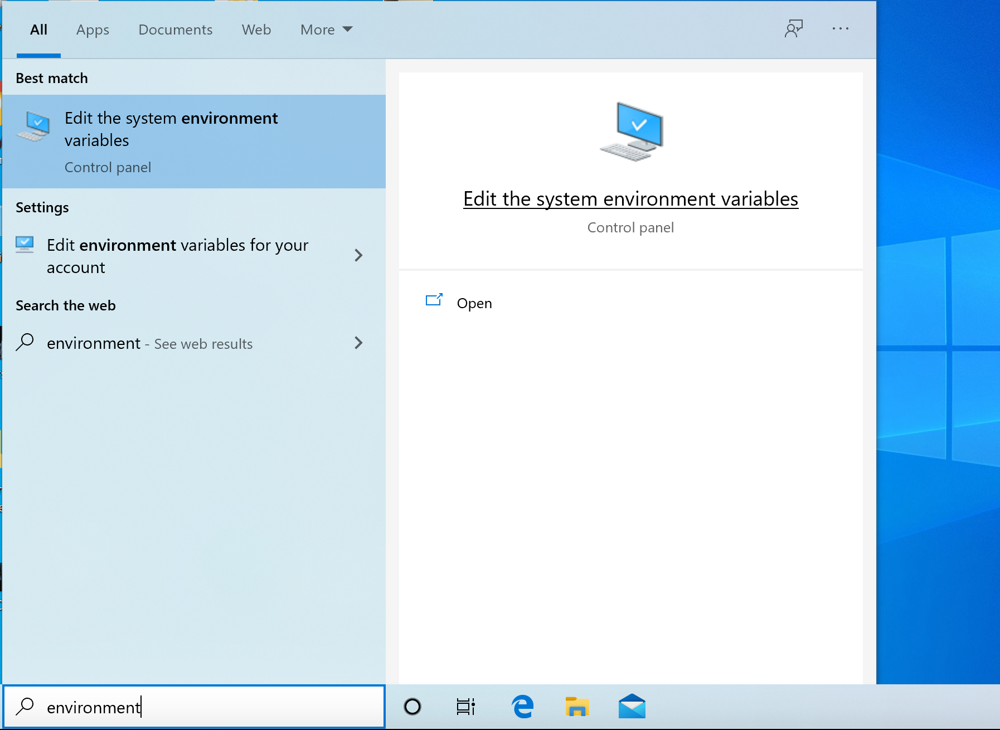 All Apps Documents Web More
Best match
Edit the system environment
variables
Control panel
Settings
Edit environment variables for your
account
Search the web
environment - See web results
Edit the system environment variables
Control panel
Open
environment